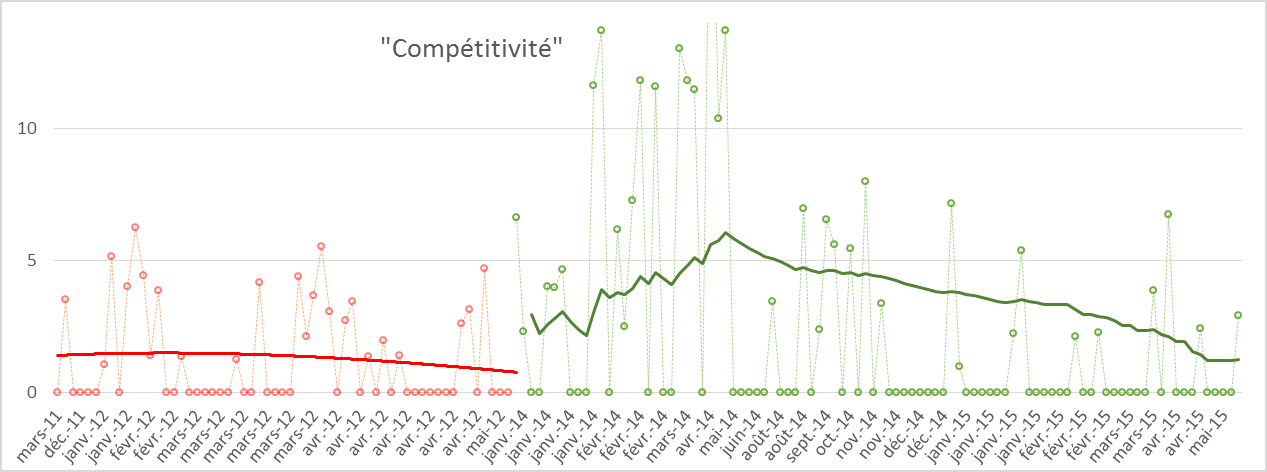 "Compétitivité"
10
5
0
mars-11
déc.-11
janv.-12
janv.-12
févr.-12
févr.-12
mars-12
mars-12
mars-12
mars-12
mars-12
avr.-12
avr.-12
avr.-12
avr.-12
mai-12
janv.-14
janv.-14
janv.-14
févr.-14
févr.-14
févr.-14
mars-14
avr.-14
mai-14
juin-14
août-14
août-14
sept.-14
oct.-14
nov.-14
nov.-14
déc.-14
déc.-14
janv.-15
janv.-15
janv.-15
févr.-15
févr.-15
mars-15
mars-15
avr.-15
avr.-15
mai-15